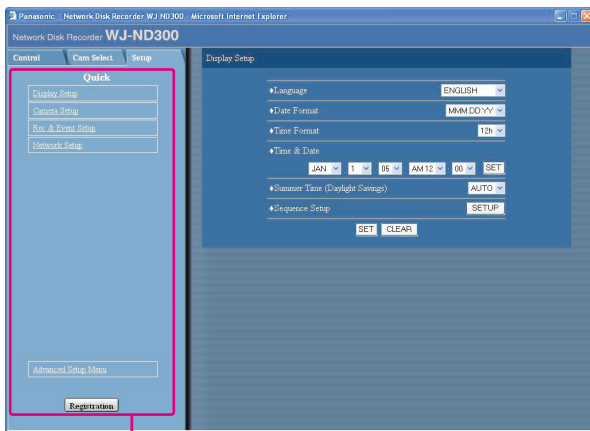 Panasonic | Network Disk Recorder WJ-ND300 - Microsoft Internet Explorer
Network Disk Recorder WJ-ND300
Control Cam Select Setup
Display Setup
Quick
Display Setup
Camera Setup
Rec & Event Setup
Network Setup
Advanced Setup Menu
Registration
♦Language ENGLISH
♦Date Format MMM.DD.YY
♦Time Format 12h
♦Time & Date
JAN . 1 . 05 AM 12 : 00 SET
♦Summer Time (Daylight Savings) AUTO
♦Sequence Setup SETUP
SET CLEAR